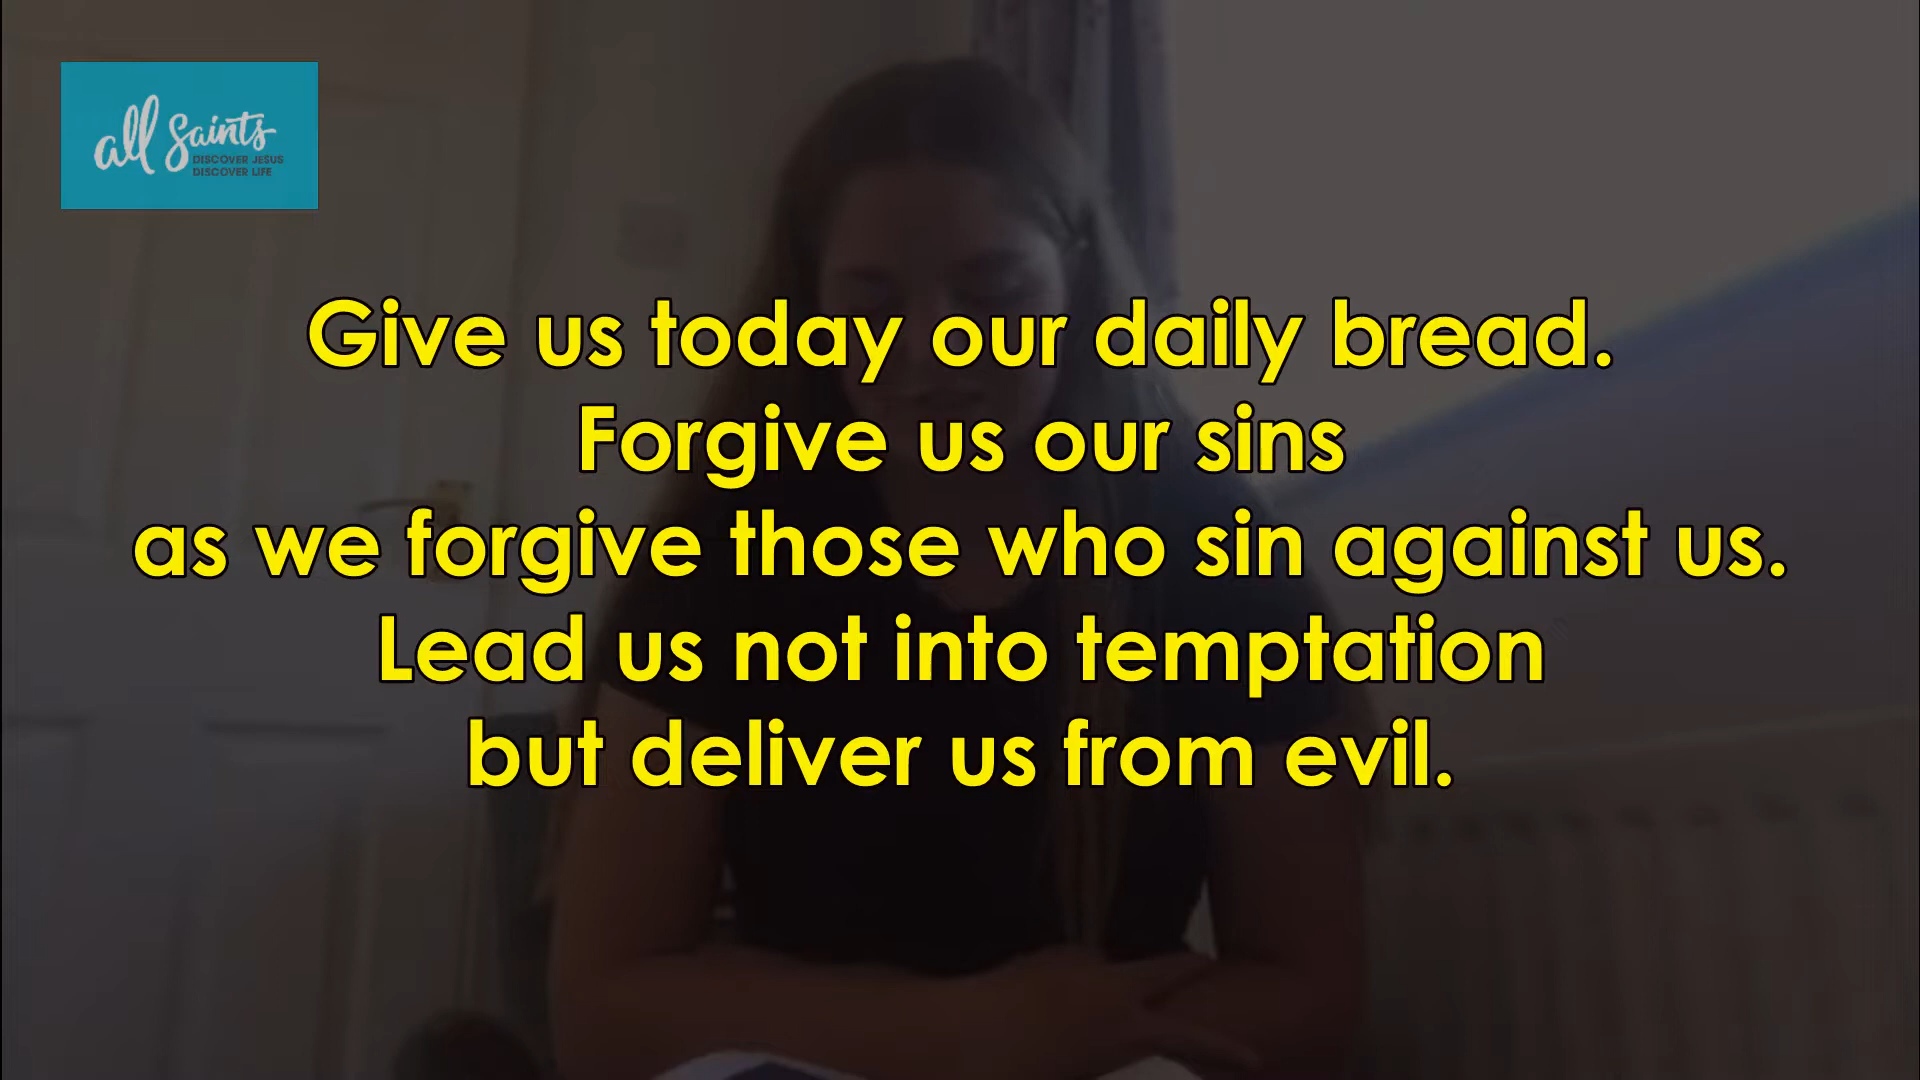 all Saints
DISCOVER JESUS
DISCOVER LIFE
Give us today our daily bread.
Forgive us our sins
as we forgive those who sin against us.
Lead us not into temptation
but deliver us from evil.